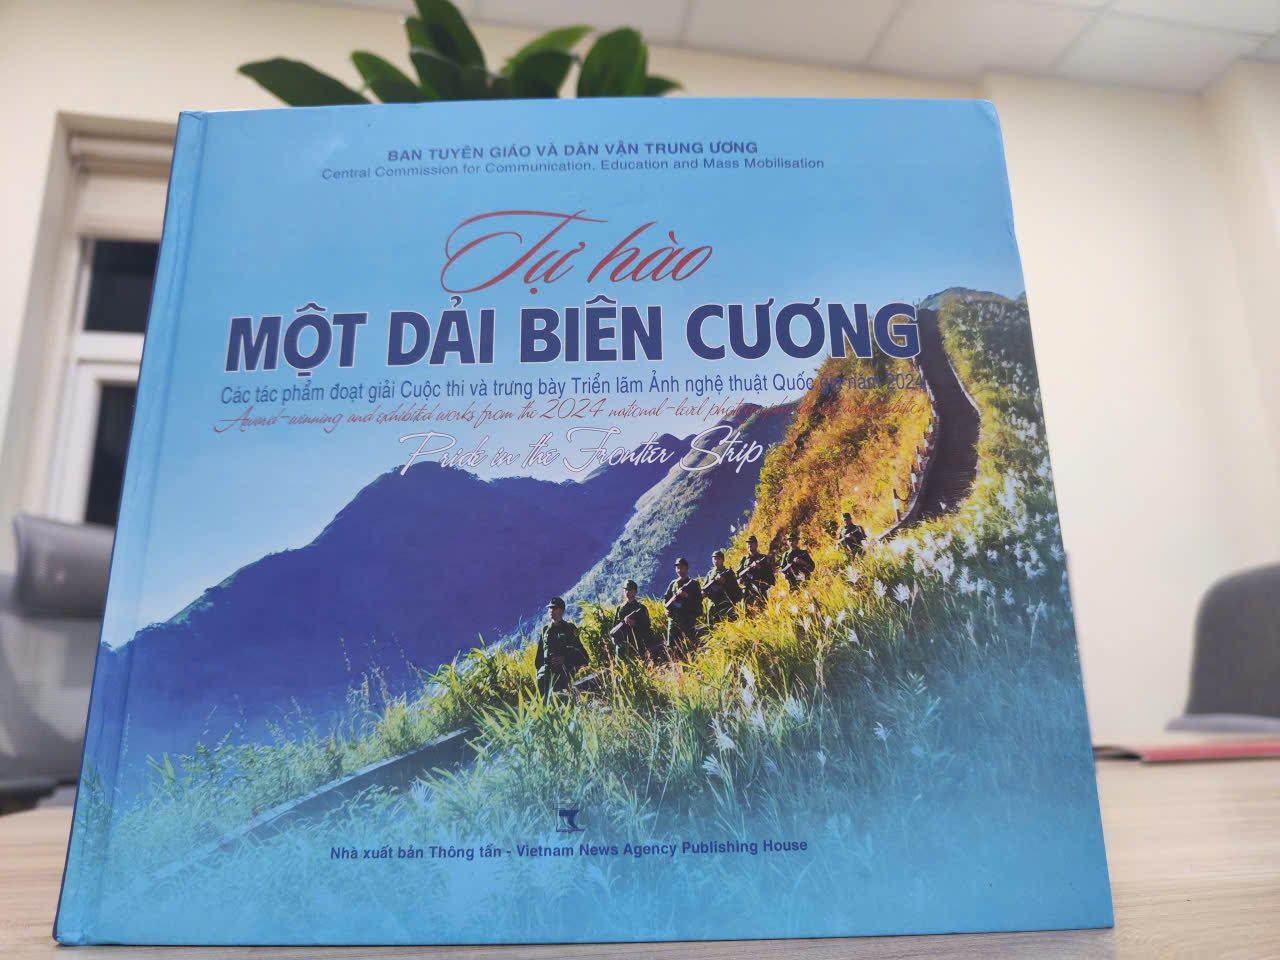 BAN TUYÊN GIÁO VÀ DÂN VẬN TRUNG ƯƠNG
Central Commission for Communication, Education and Mass Mobilisation
Tự hào
MỘT DẢI BIÊN CƯƠNG
Các tác phẩm đoạt giải Cuộc thi và trưng bày Triển lãm Ảnh nghệ thuật Quốc gia năm 2024
Award-winning and exhibited works from the 2024 national-level
Pride in the Frontier Strip
Nhà xuất bản Thông tấn - Vietnam News Agency Publishing House